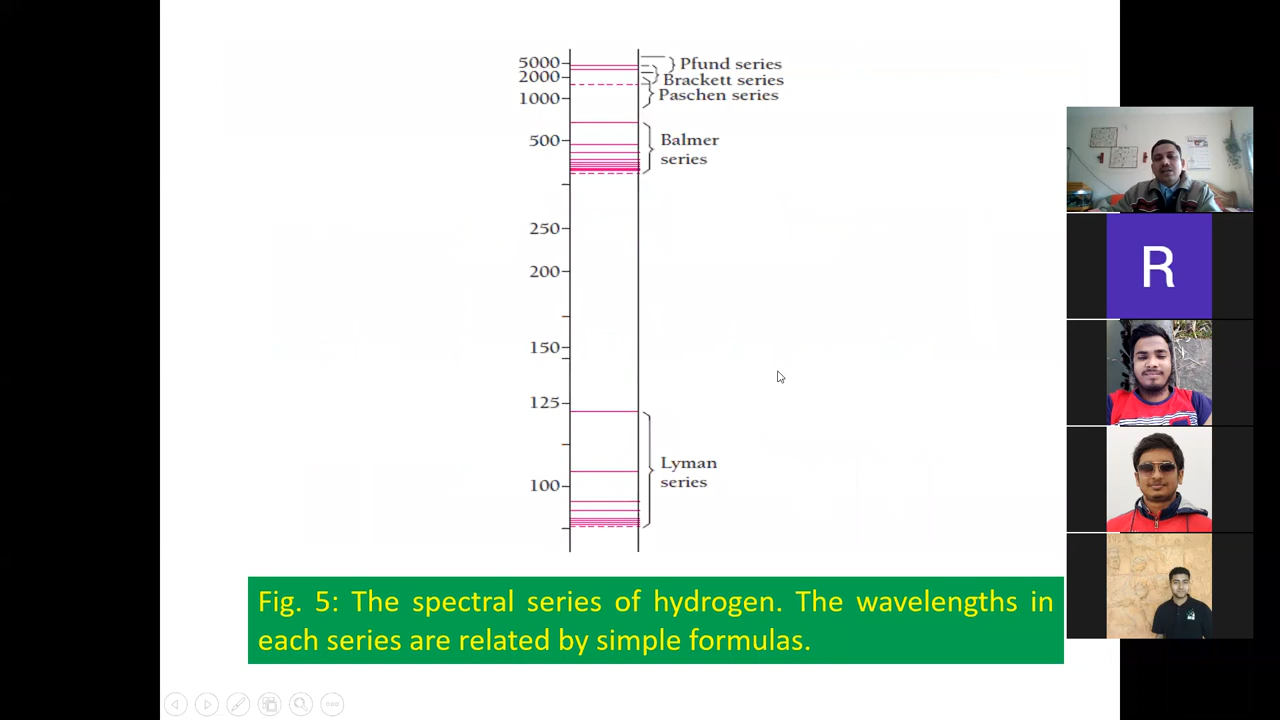 5000
Pfund series
2000
Brackett series
1000
Paschen series
500
Balmer
series
250
200
150
125
Lyman
series
100
R
Fig. 5: The spectral series of hydrogen. The wavelengths in
each series are related by simple formulas.